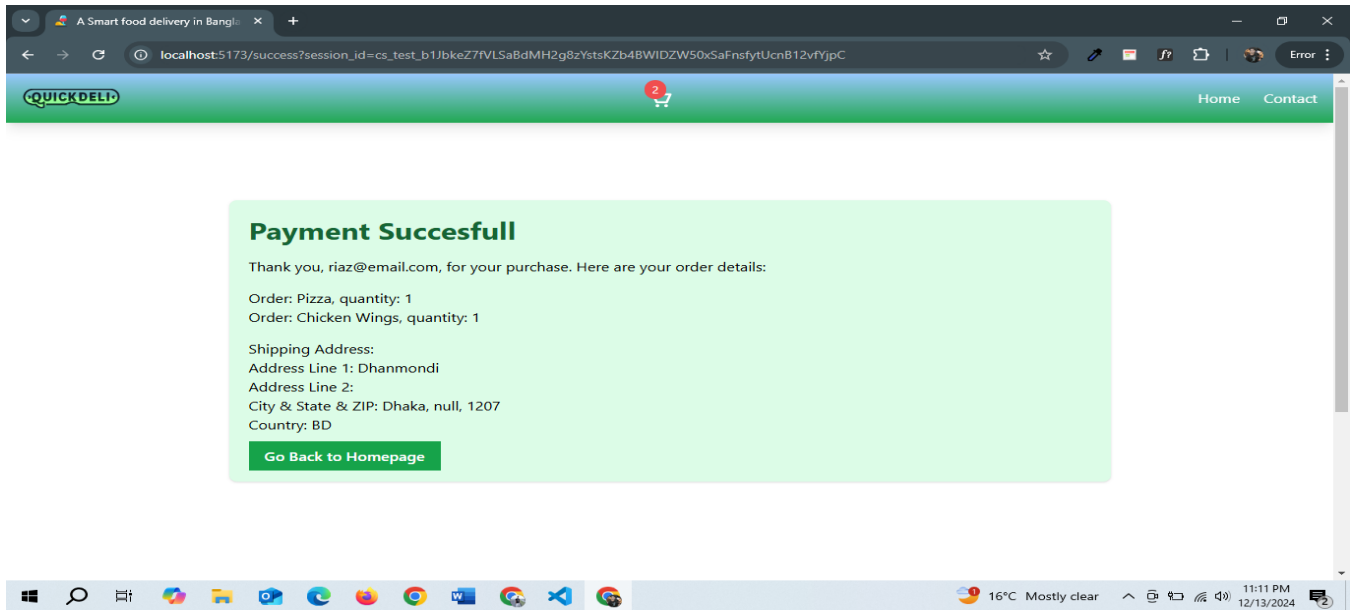 A Smart food delivery in Bangla
localhost:5173/success?session_id=cs_test_b1JbkeZ7fVLSaBdMH2g8zYstsKZb4BWIDZW50xSaFnsfytUcnB12vfYjpC
Error
QUICKDELI
2
Home Contact
Payment Succesfull
Thank you, riaz@email.com, for your purchase. Here are your order details:
Order: Pizza, quantity: 1
Order: Chicken Wings, quantity: 1
Shipping Address:
Address Line 1: Dhanmondi
Address Line 2:
City & State & ZIP: Dhaka, null, 1207
Country: BD
Go Back to Homepage
16°C Mostly clear
11:11 PM
12/13/2024
2